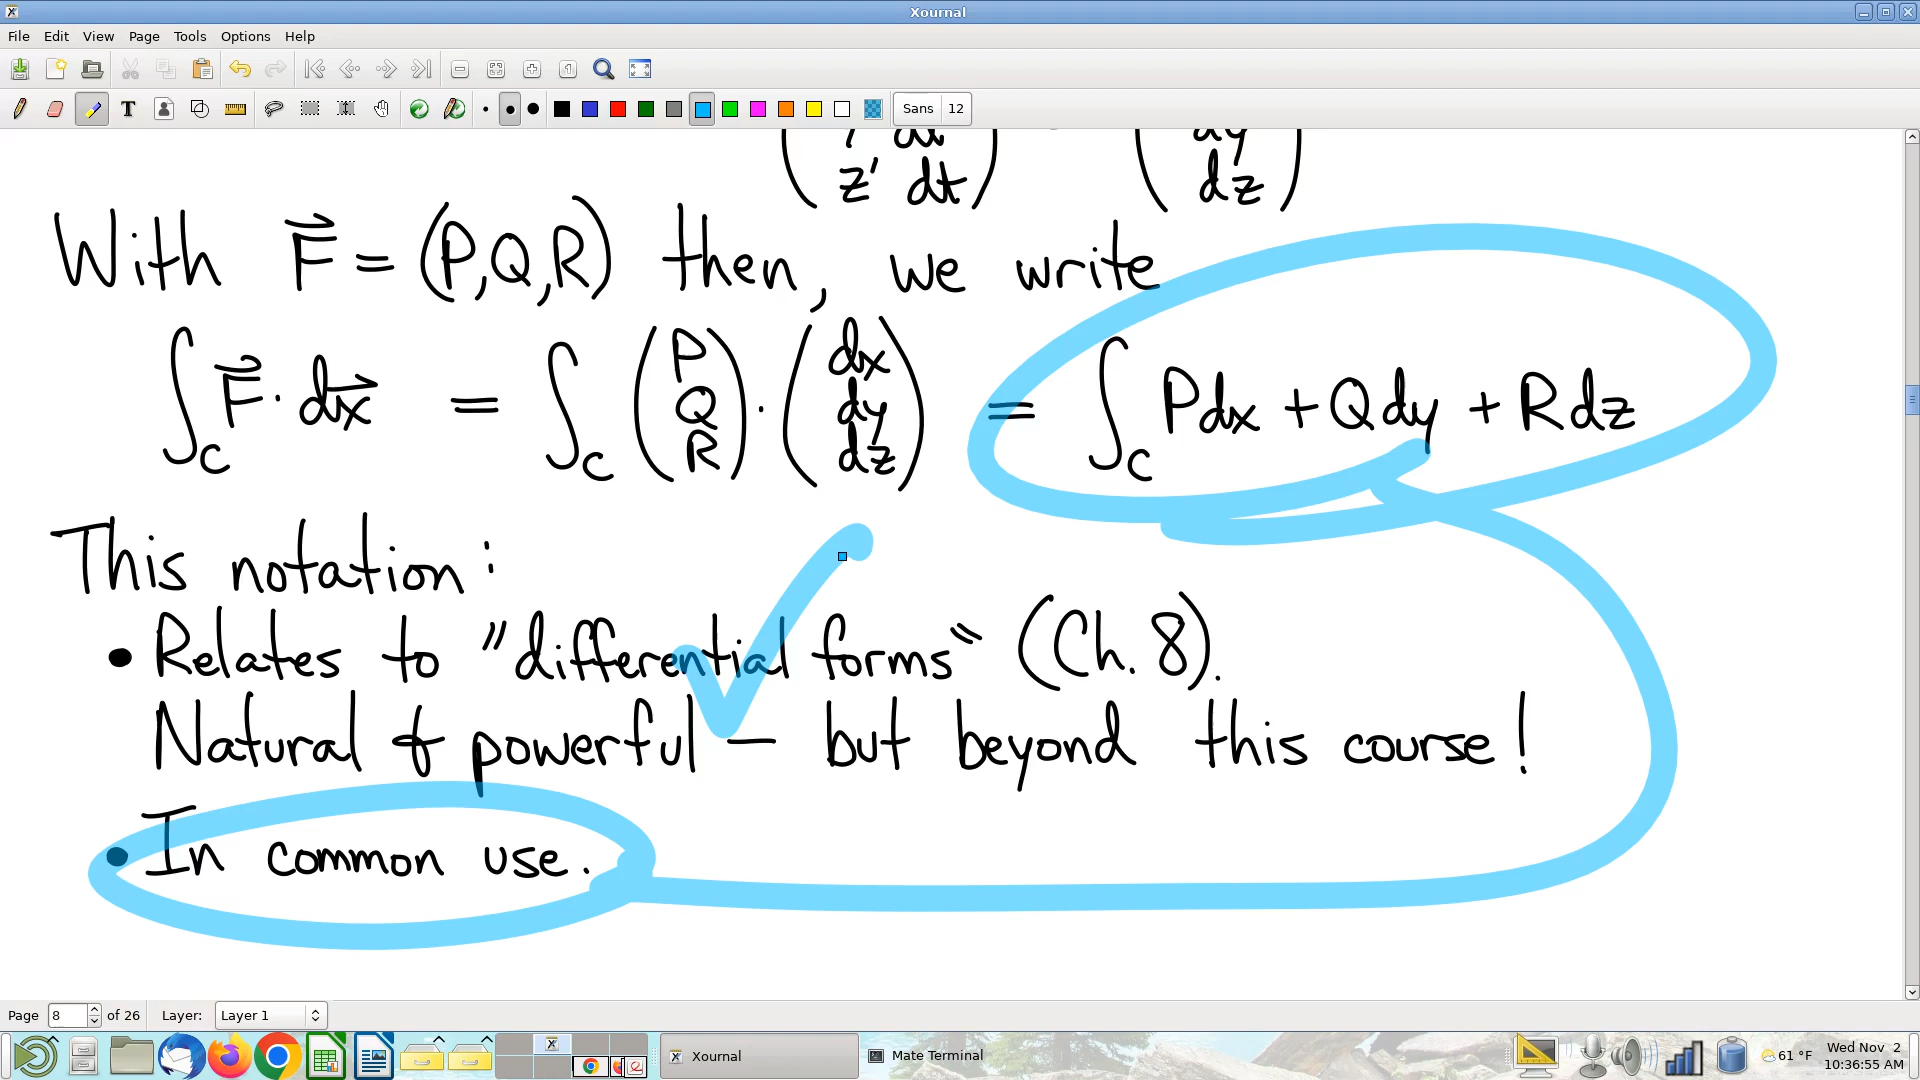 Xournal
File Edit View Page Tools Options Help
Sans 12
z' dt dz
With F⃗ = (P,Q,R) then, we write
∫_C F⃗ · dx⃗ = ∫_C (P Q R) · (dx dy dz) = ∫_C Pdx + Qdy + Rdz
This notation:
• Relates to "differential forms" (Ch. 8).
Natural & powerful — but beyond this course!
• In common use.
Page 8 of 26 Layer: Layer 1
Xournal Mate Terminal 61 °F Wed Nov 2
10:36:55 AM